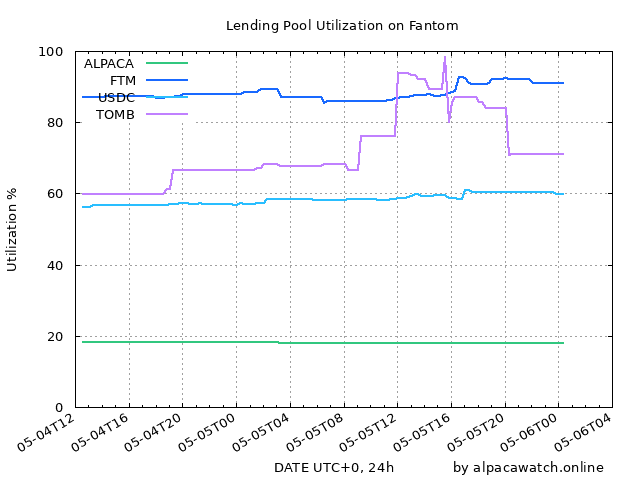 Lending Pool Utilization on Fantom
100
80
60
40
20
0
Utilization %
ALPACA
FTM
USDC
TOMB
05-04T12
05-04T16
05-04T20
05-05T00
05-05T04
05-05T08
05-05T12
05-05T16
05-05T20
05-06T00
05-06T04
DATE UTC+0, 24h
by alpacawatch.online